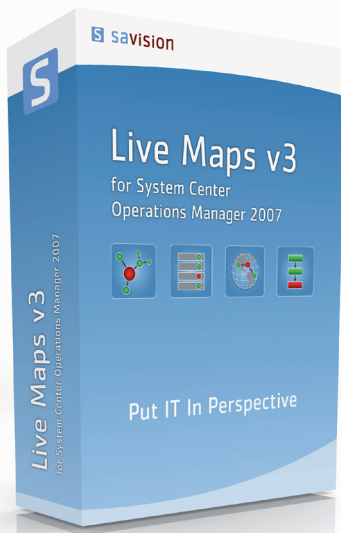 S savision
S
Live Maps v3
for System Center
Operations Manager 2007
Put IT In Perspective
Live Maps v3
for System Center Operations Manager 2007